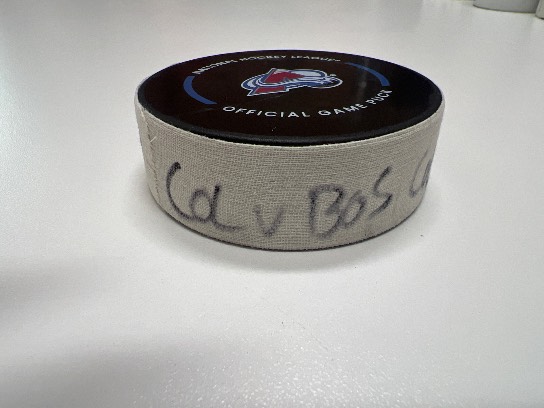 NATIONAL HOCKEY LEAGUE
OFFICIAL GAME PUCK
COL v BOS